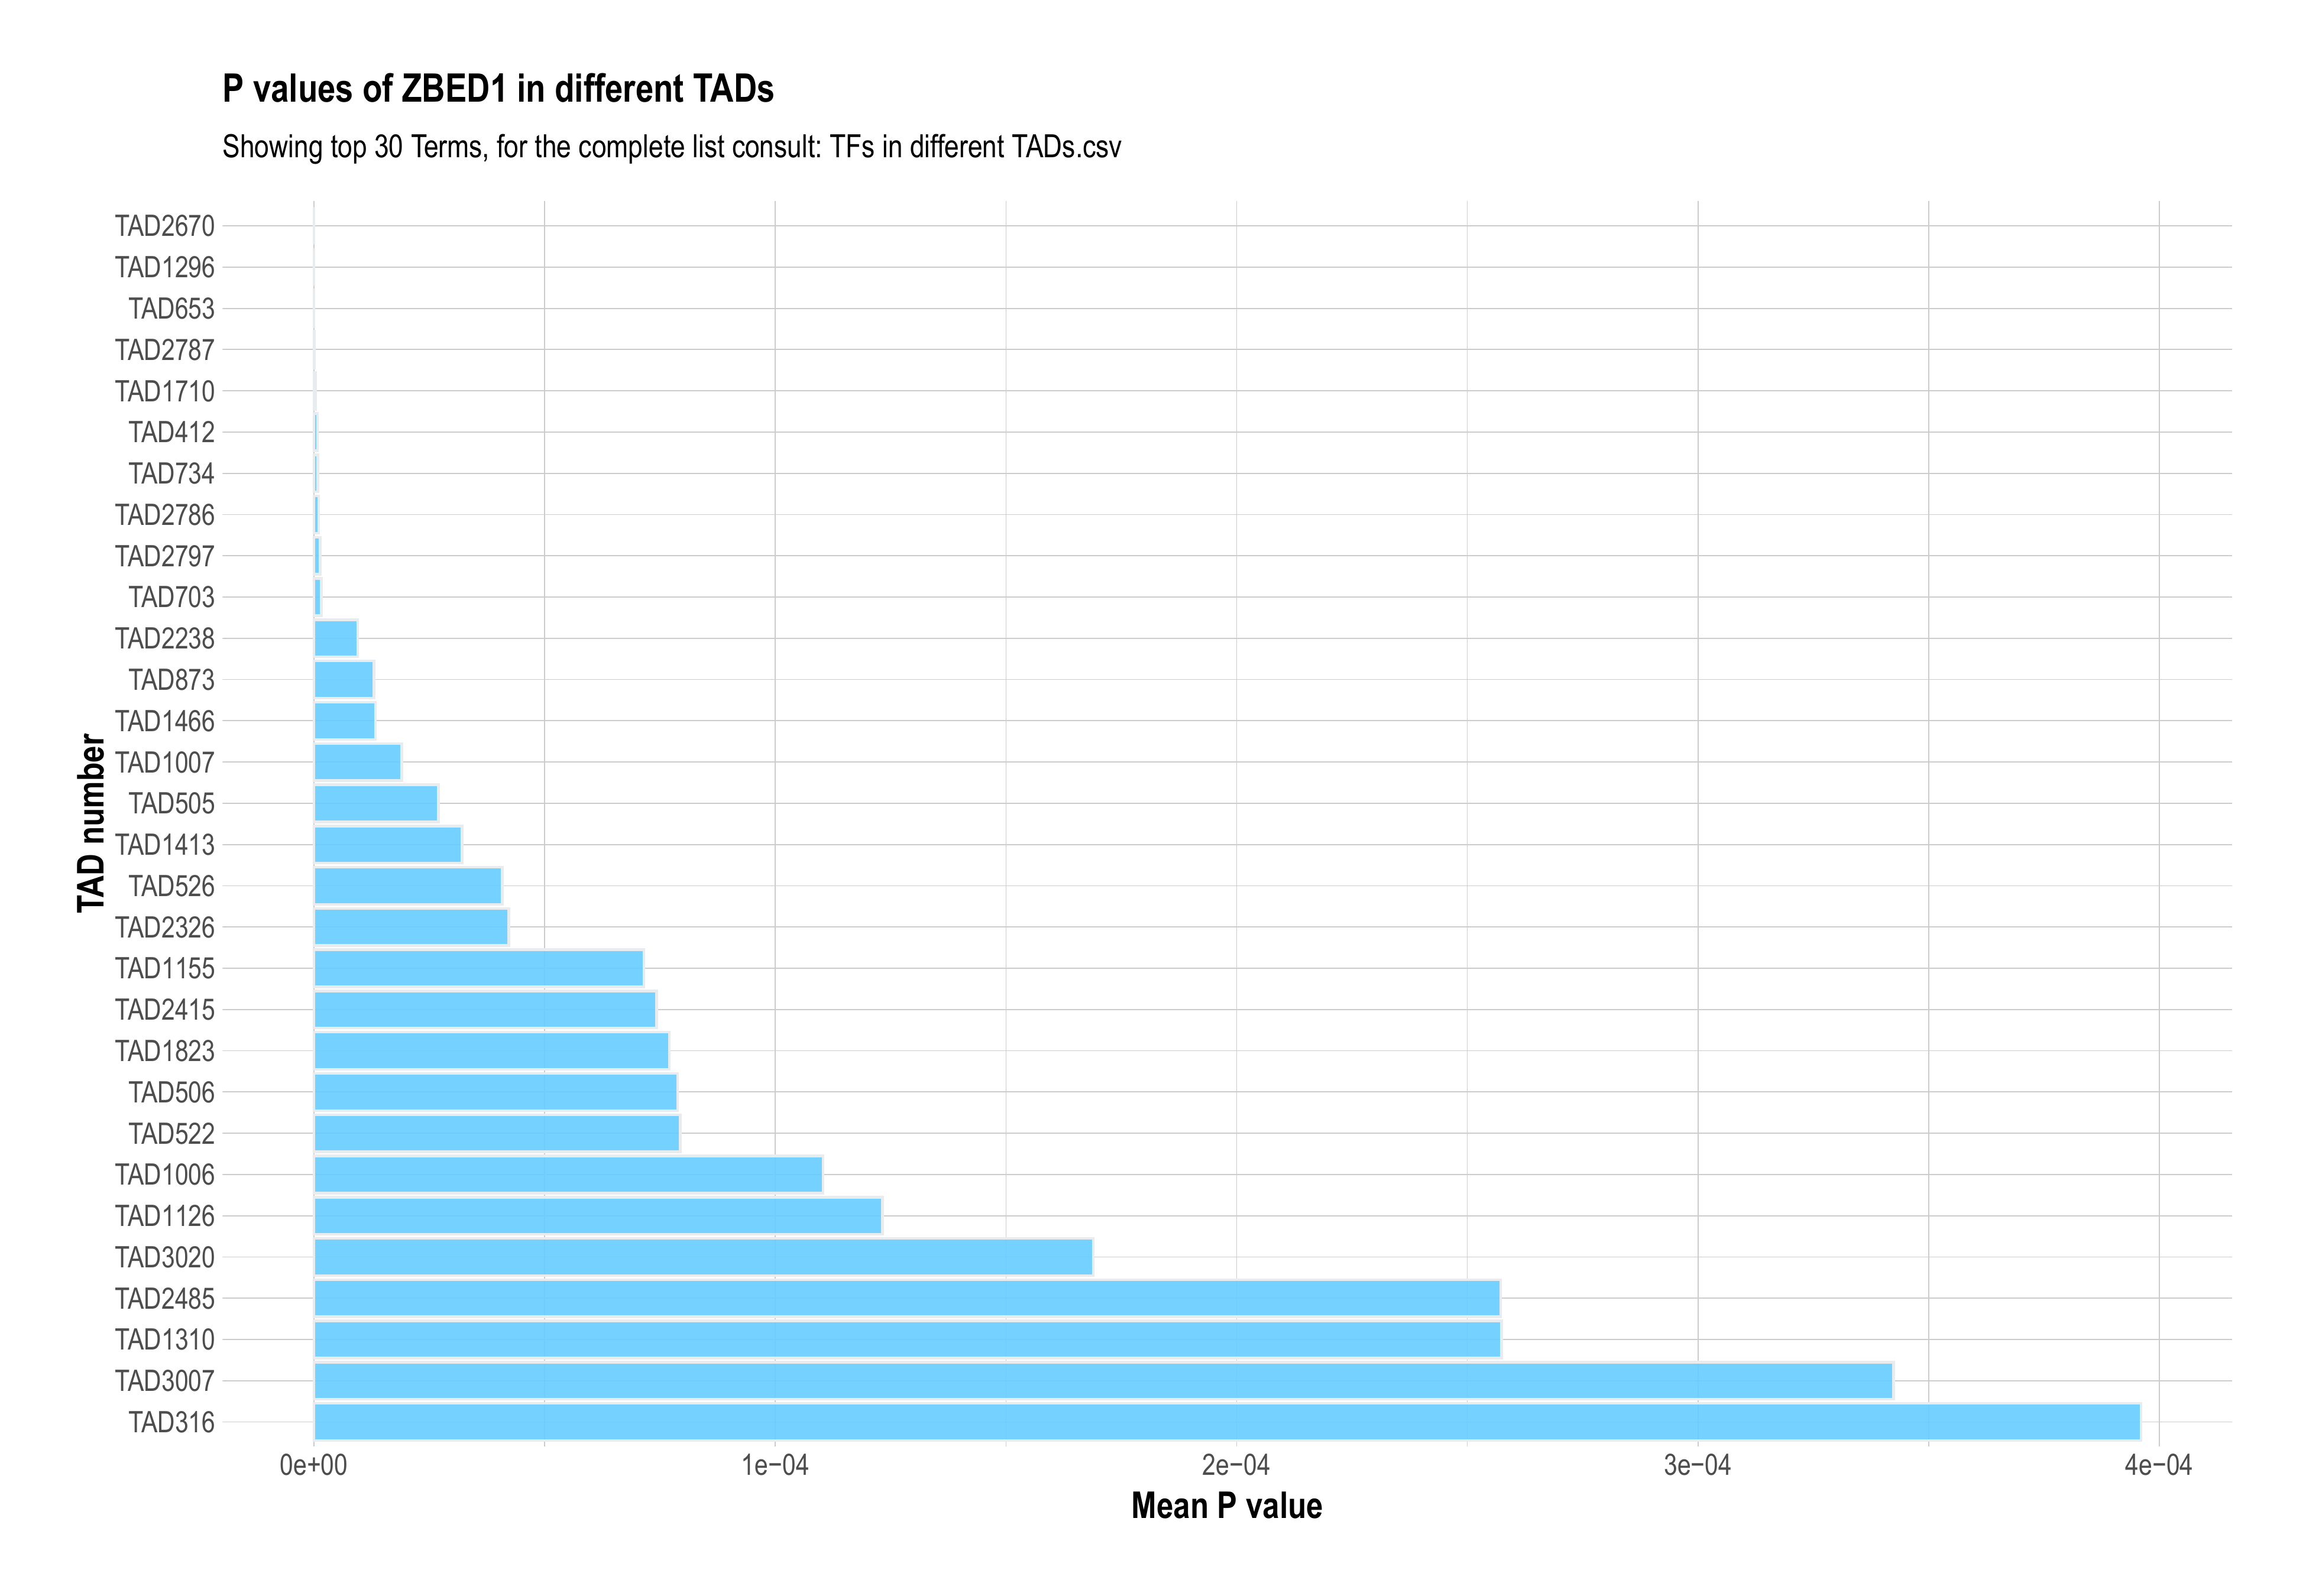 P values of ZBED1 in different TADs
Showing top 30 Terms, for the complete list consult: TFs in different TADs.csv
TAD number
TAD2670
TAD1296
TAD653
TAD2787
TAD1710
TAD412
TAD734
TAD2786
TAD2797
TAD703
TAD2238
TAD873
TAD1466
TAD1007
TAD505
TAD1413
TAD526
TAD2326
TAD1155
TAD2415
TAD1823
TAD506
TAD522
TAD1006
TAD1126
TAD3020
TAD2485
TAD1310
TAD3007
TAD316
0e+00 1e−04 2e−04 3e−04 4e−04
Mean P value